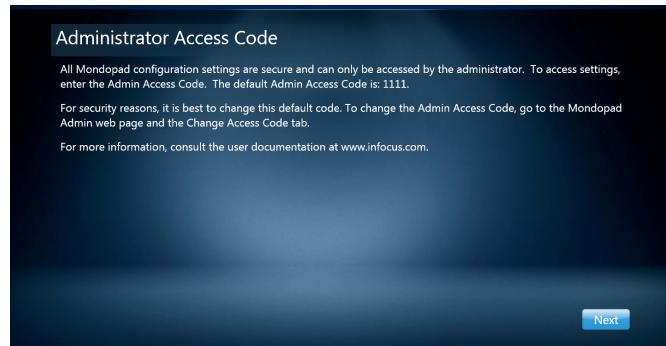 Administrator Access Code
All Mondopad configuration settings are secure and can only be accessed by the administrator.  To access settings,
enter the Admin Access Code.  The default Admin Access Code is: 1111.
For security reasons, it is best to change this default code. To change the Admin Access Code, go to the Mondopad
Admin web page and the Change Access Code tab.
For more information, consult the user documentation at www.infocus.com.
Next